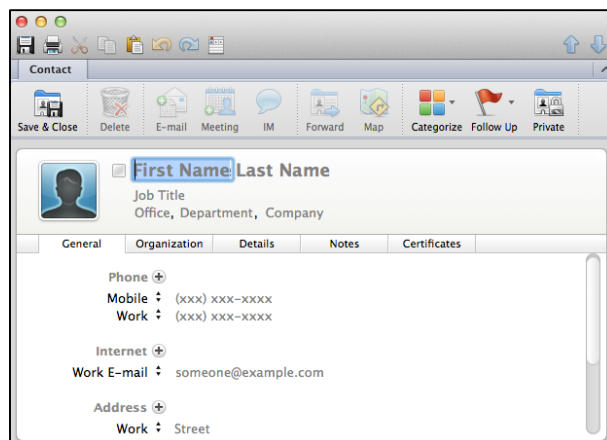 Contact
Save & Close Delete E-mail Meeting IM Forward Map Categorize Follow Up Private
First Name Last Name
Job Title
Office, Department, Company
General Organization Details Notes Certificates
Phone
Mobile (xxx) xxx-xxxx
Work (xxx) xxx-xxxx
Internet
Work E-mail someone@example.com
Address
Work Street